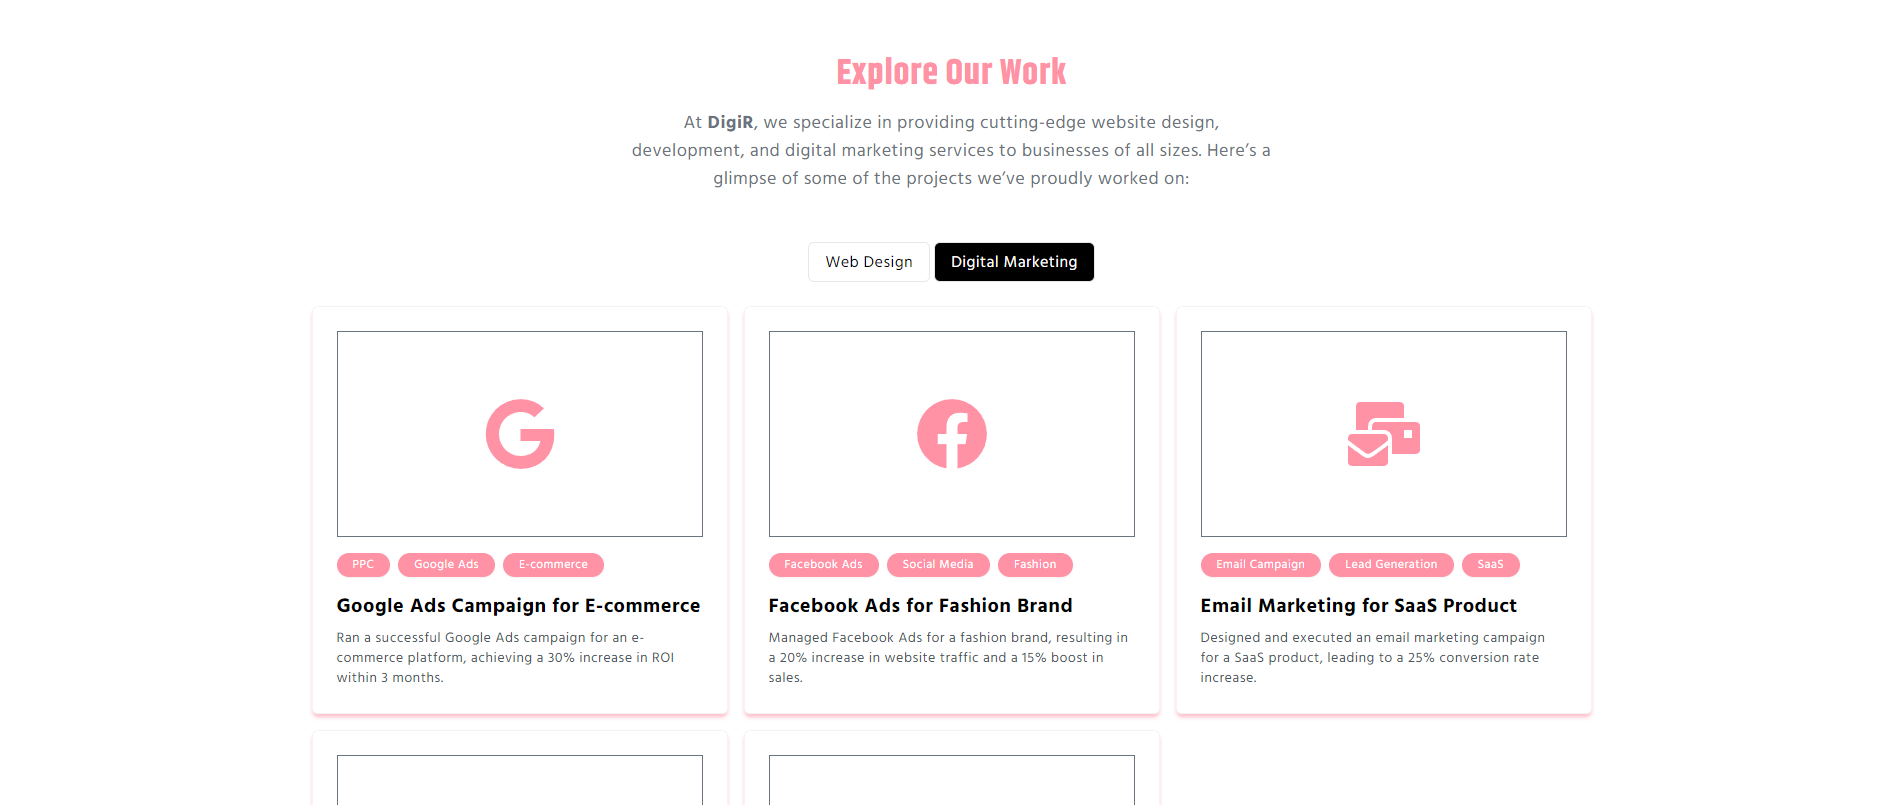 Explore Our Work
At DigiR, we specialize in providing cutting-edge website design,
development, and digital marketing services to businesses of all sizes. Here’s a
glimpse of some of the projects we’ve proudly worked on:
Web Design Digital Marketing
PPC Google Ads E-commerce
Google Ads Campaign for E-commerce
Ran a successful Google Ads campaign for an e-
commerce platform, achieving a 30% increase in ROI
within 3 months.
Facebook Ads Social Media Fashion
Facebook Ads for Fashion Brand
Managed Facebook Ads for a fashion brand, resulting in
a 20% increase in website traffic and a 15% boost in
sales.
Email Campaign Lead Generation SaaS
Email Marketing for SaaS Product
Designed and executed an email marketing campaign
for a SaaS product, leading to a 25% conversion rate
increase.